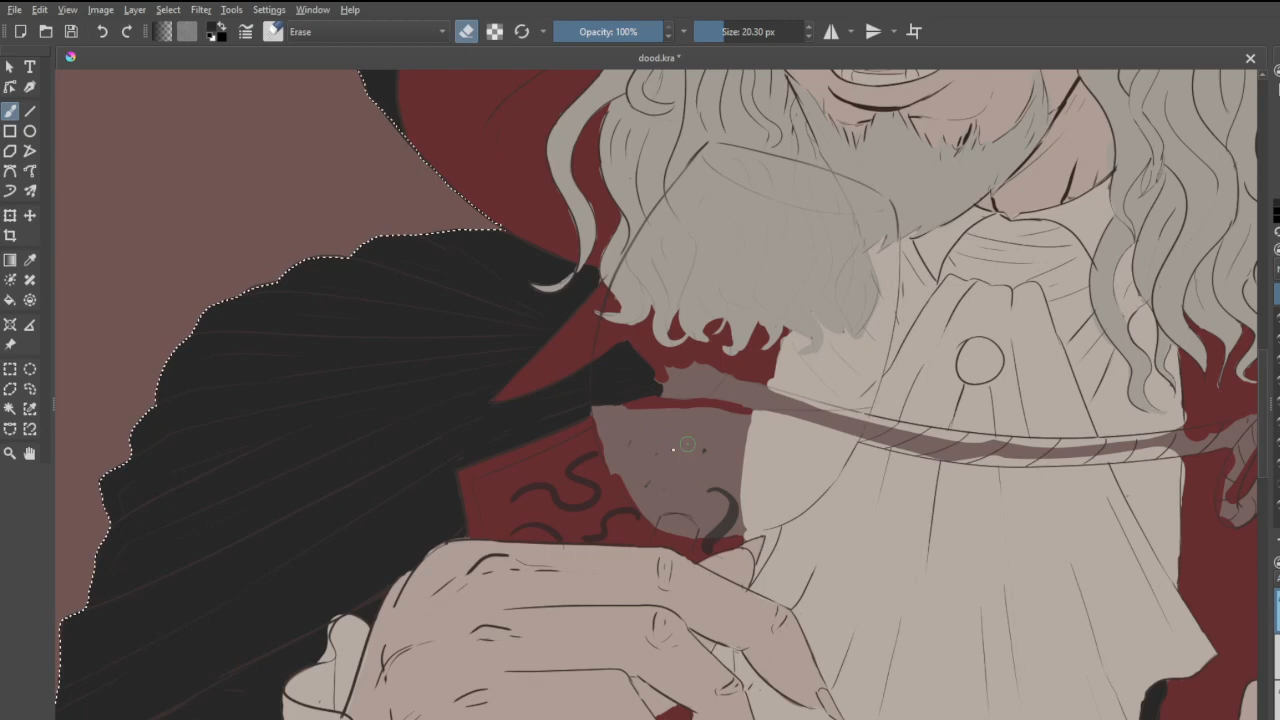 File Edit View Image Layer Select Filter Tools Settings Window Help
Erase Opacity: 100% Size: 20.30 px
dood.kra *